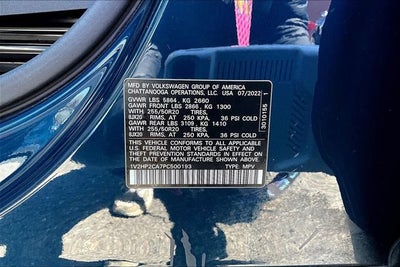 MFD BY VOLKSWAGEN GROUP OF AMERICA
CHATTANOOGA OPERATIONS, LLC. USA 07/2022
GVWR LBS 5864, KG 2660
GAWR FRONT LBS 2866, KG 1300
WITH 255/50R20 TIRES
8JX20 RIMS, AT 250 KPA, 36 PSI COLD
GAWR REAR LBS 3109, KG 1410
WITH 255/50R20 TIRES
8JX20 RIMS, AT 250 KPA, 36 PSI COLD
THIS VEHICLE CONFORMS TO ALL APPLICABLE
U.S. FEDERAL MOTOR VEHICLE SAFETY AND
THEFT PREVENTION STANDARDS IN EFFECT ON
THE DATE OF MANUFACTURE SHOWN ABOVE.
1V2HP2CA7PC500193 TYPE: MPV
1